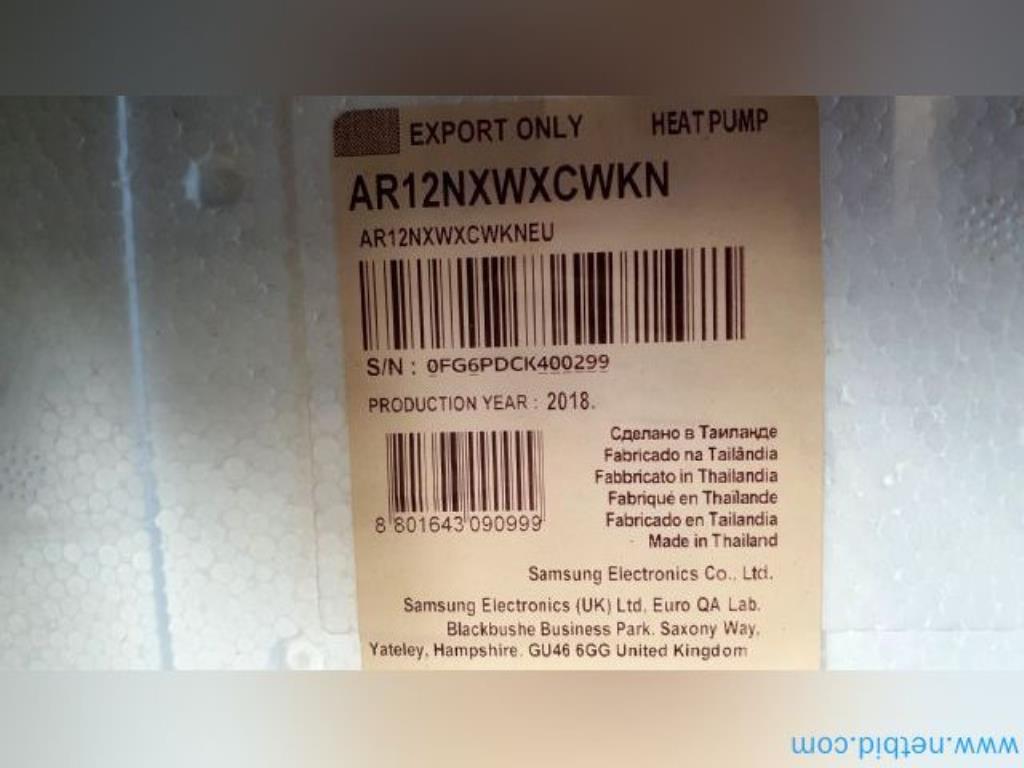 EXPORT ONLY HEAT PUMP
AR12NXWXCWKN
AR12NXWXCWKNEU
S/N : 0FG6PDCK400299
PRODUCTION YEAR : 2018.
8 801643 090999
Сделано в Таиланде
Fabricado na Tailândia
Fabbricato in Thailandia
Fabriqué en Thaïlande
Fabricado en Tailandia
Made in Thailand
Samsung Electronics Co., Ltd.
Samsung Electronics (UK) Ltd, Euro QA Lab.
Blackbushe Business Park. Saxony Way,
Yateley, Hampshire. GU46 6GG United Kingdom
www.netbid.com